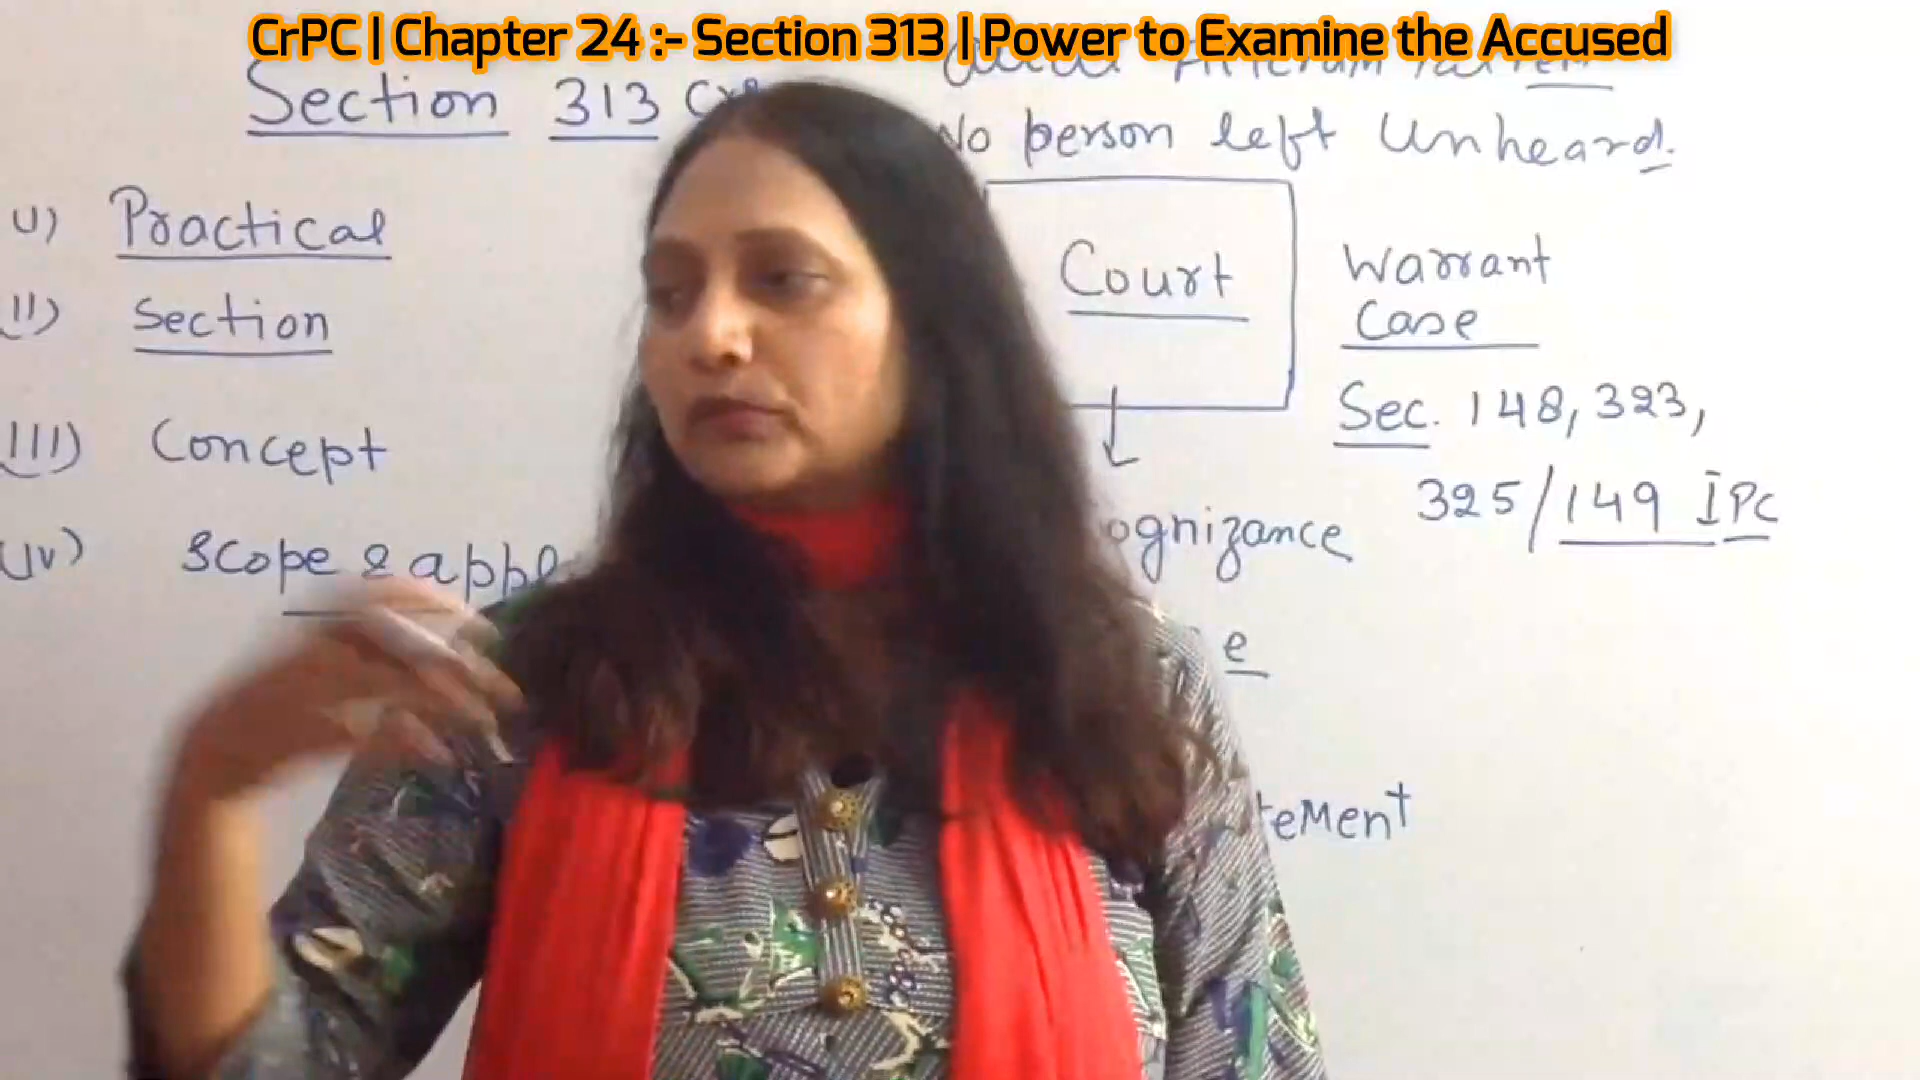 CrPC | Chapter 24 :- Section 313 | Power to Examine the Accused
Section 313
No person left Unheard.
Practical
II) Section
III) Concept
IV) Scope & appl
Court
Warrant
Case
Sec. 148, 323,
325/149 IPC
ognizance
e
tement